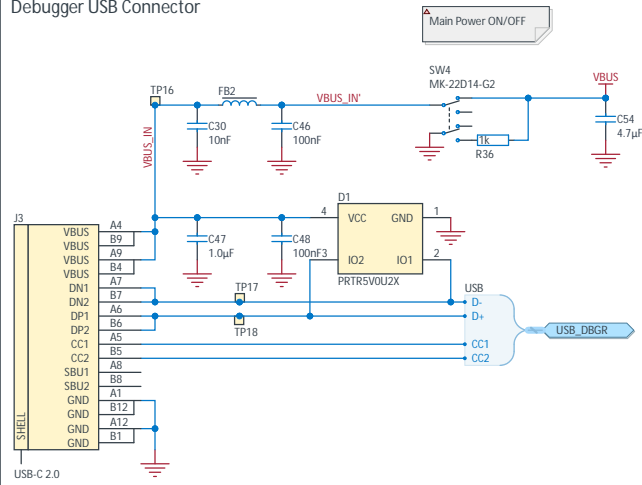 Debugger USB Connector
Main Power ON/OFF
SW4
MK-22D14-G2
VBUS
TP16
FB2
VBUS_IN'
C30
10nF
C46
100nF
C54
4.7µF
1k
R36
VBUS_IN
J3
D1
4
VCC
GND
1
C47
1.0µF
C48
100nF
3
IO2
IO1
2
PRTR5V0U2X
VBUS
A4
VBUS
B9
VBUS
A9
VBUS
B4
DN1
A7
DN2
B7
DP1
A6
DP2
B6
CC1
A5
CC2
B5
SBU1
A8
SBU2
B8
GND
A1
GND
B12
GND
A12
GND
B1
SHELL
USB-C 2.0
TP17
TP18
USB
D-
D+
CC1
CC2
USB_DBGR